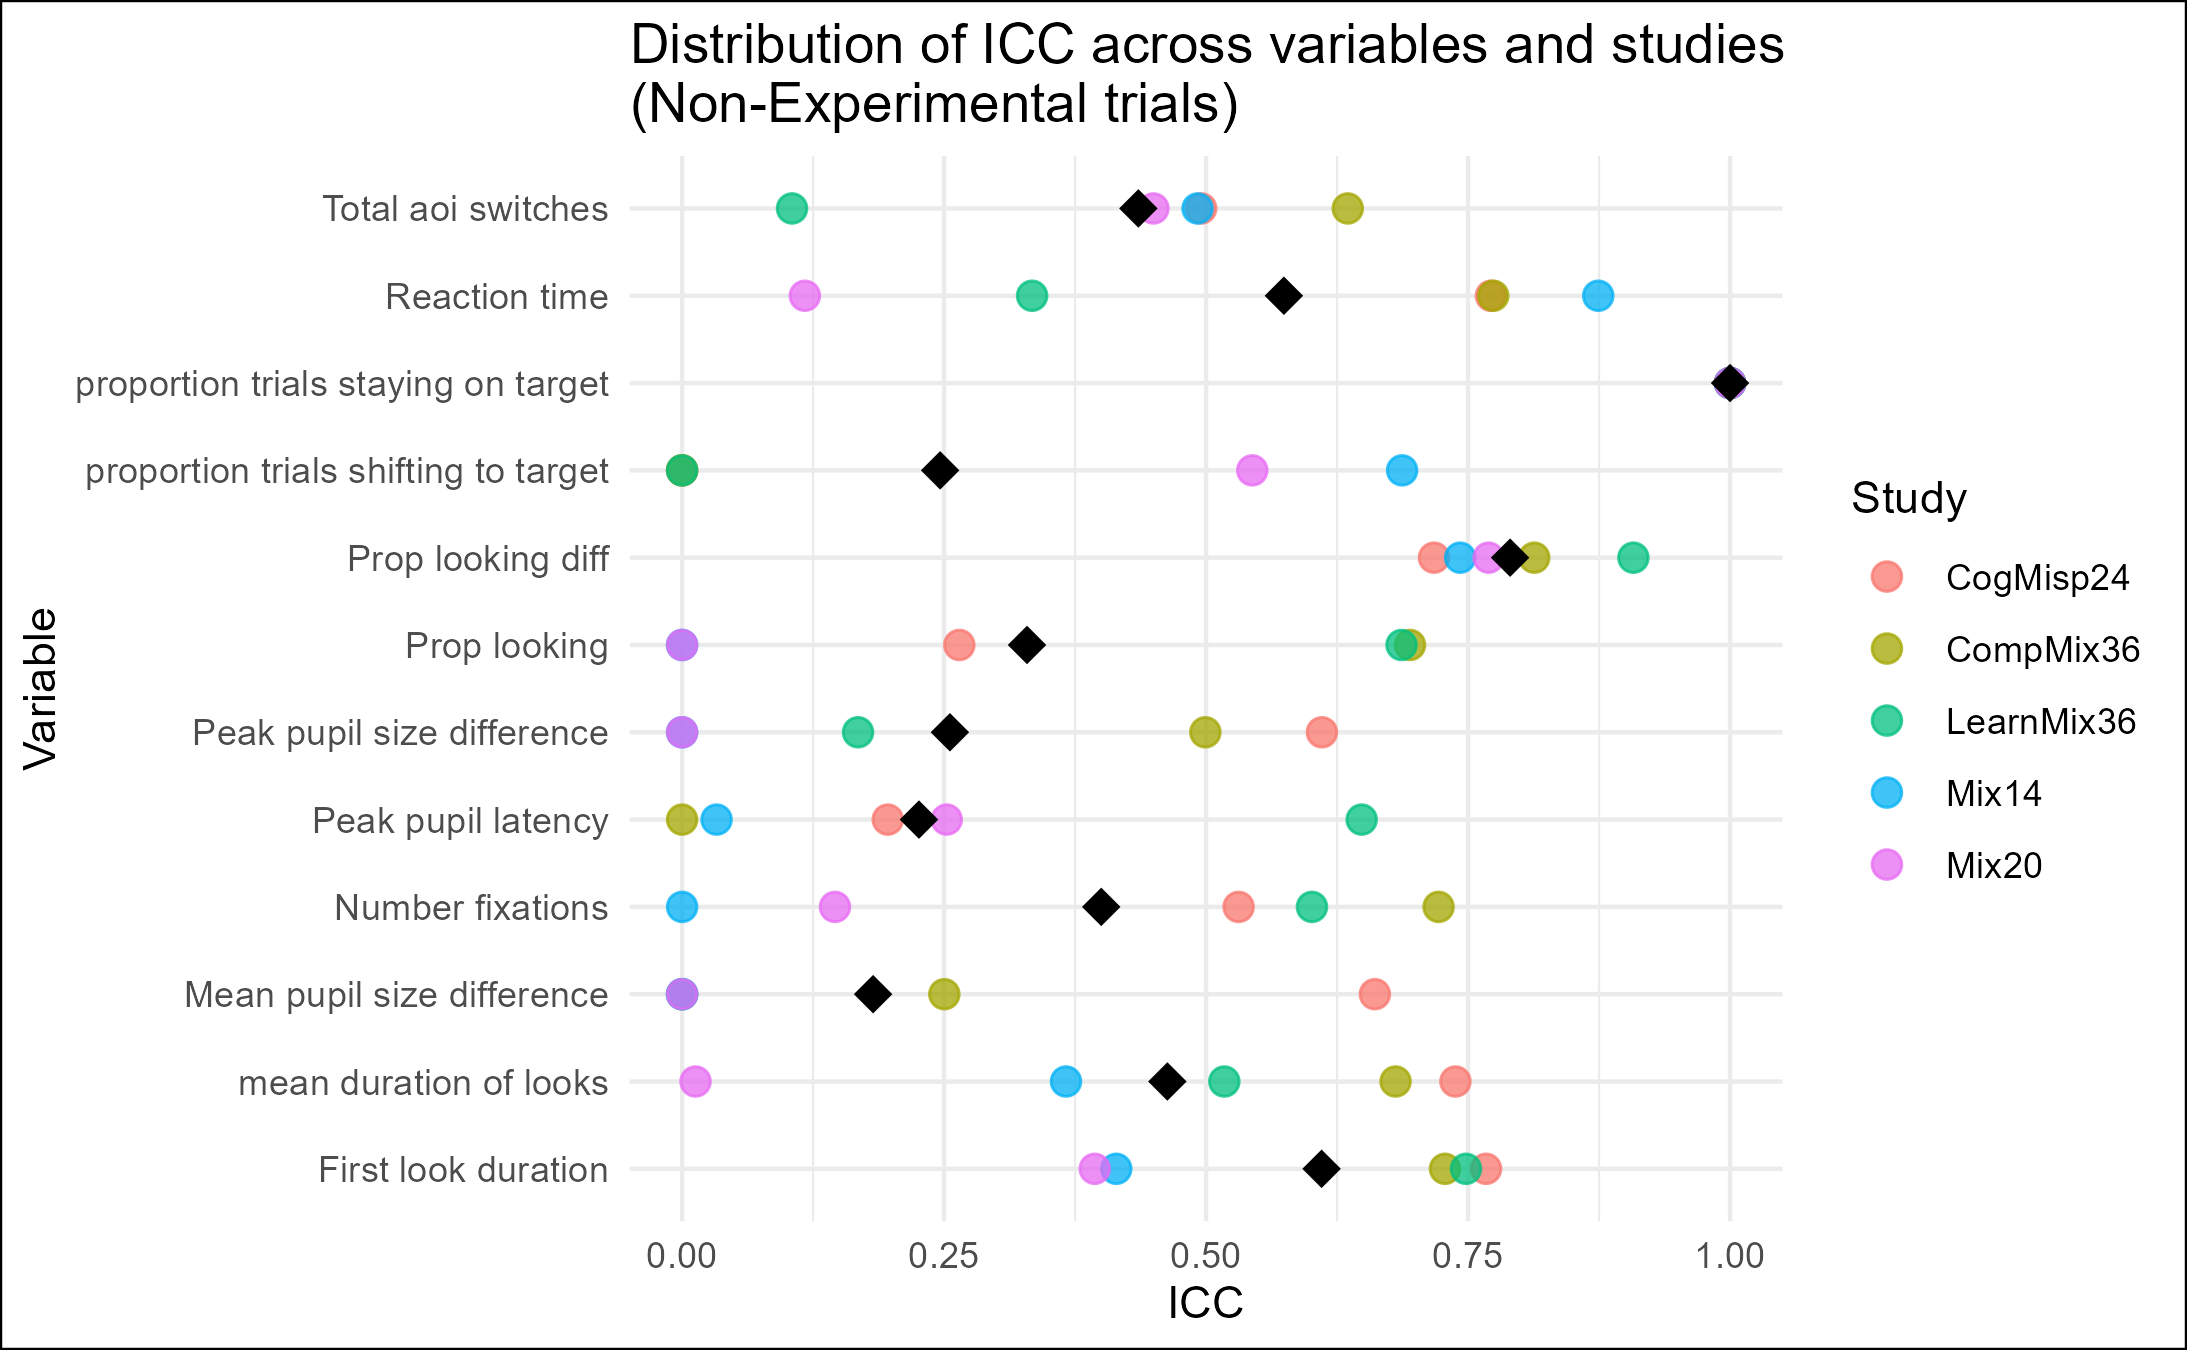 Distribution of ICC across variables and studies
(Non-Experimental trials)
Variable
Total aoi switches
Reaction time
proportion trials staying on target
proportion trials shifting to target
Prop looking diff
Prop looking
Peak pupil size difference
Peak pupil latency
Number fixations
Mean pupil size difference
mean duration of looks
First look duration
0.00 0.25 0.50 0.75 1.00
ICC
Study
CogMisp24
CompMix36
LearnMix36
Mix14
Mix20